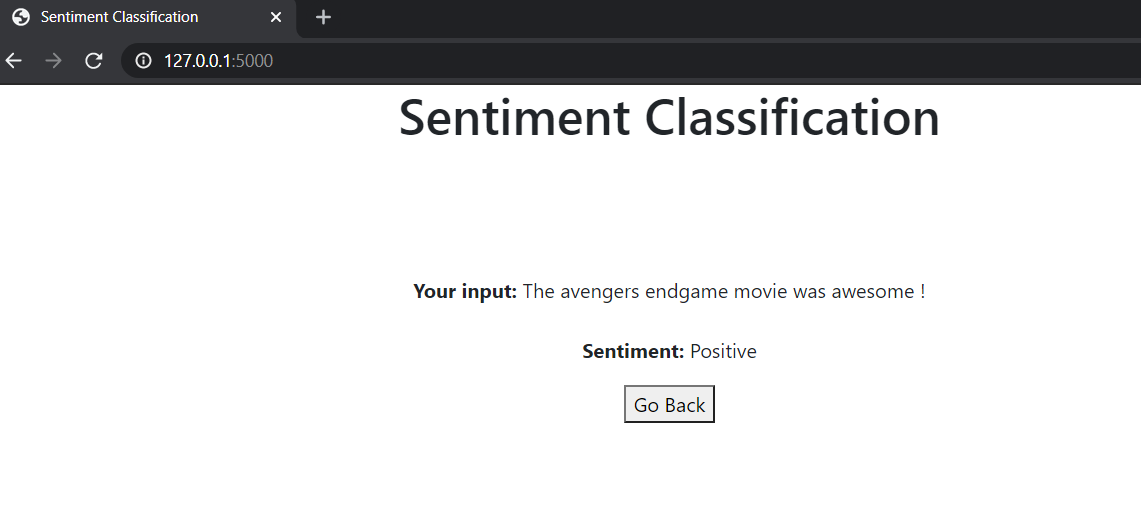 Sentiment Classification
127.0.0.1:5000
Sentiment Classification
Your input: The avengers endgame movie was awesome !
Sentiment: Positive
Go Back